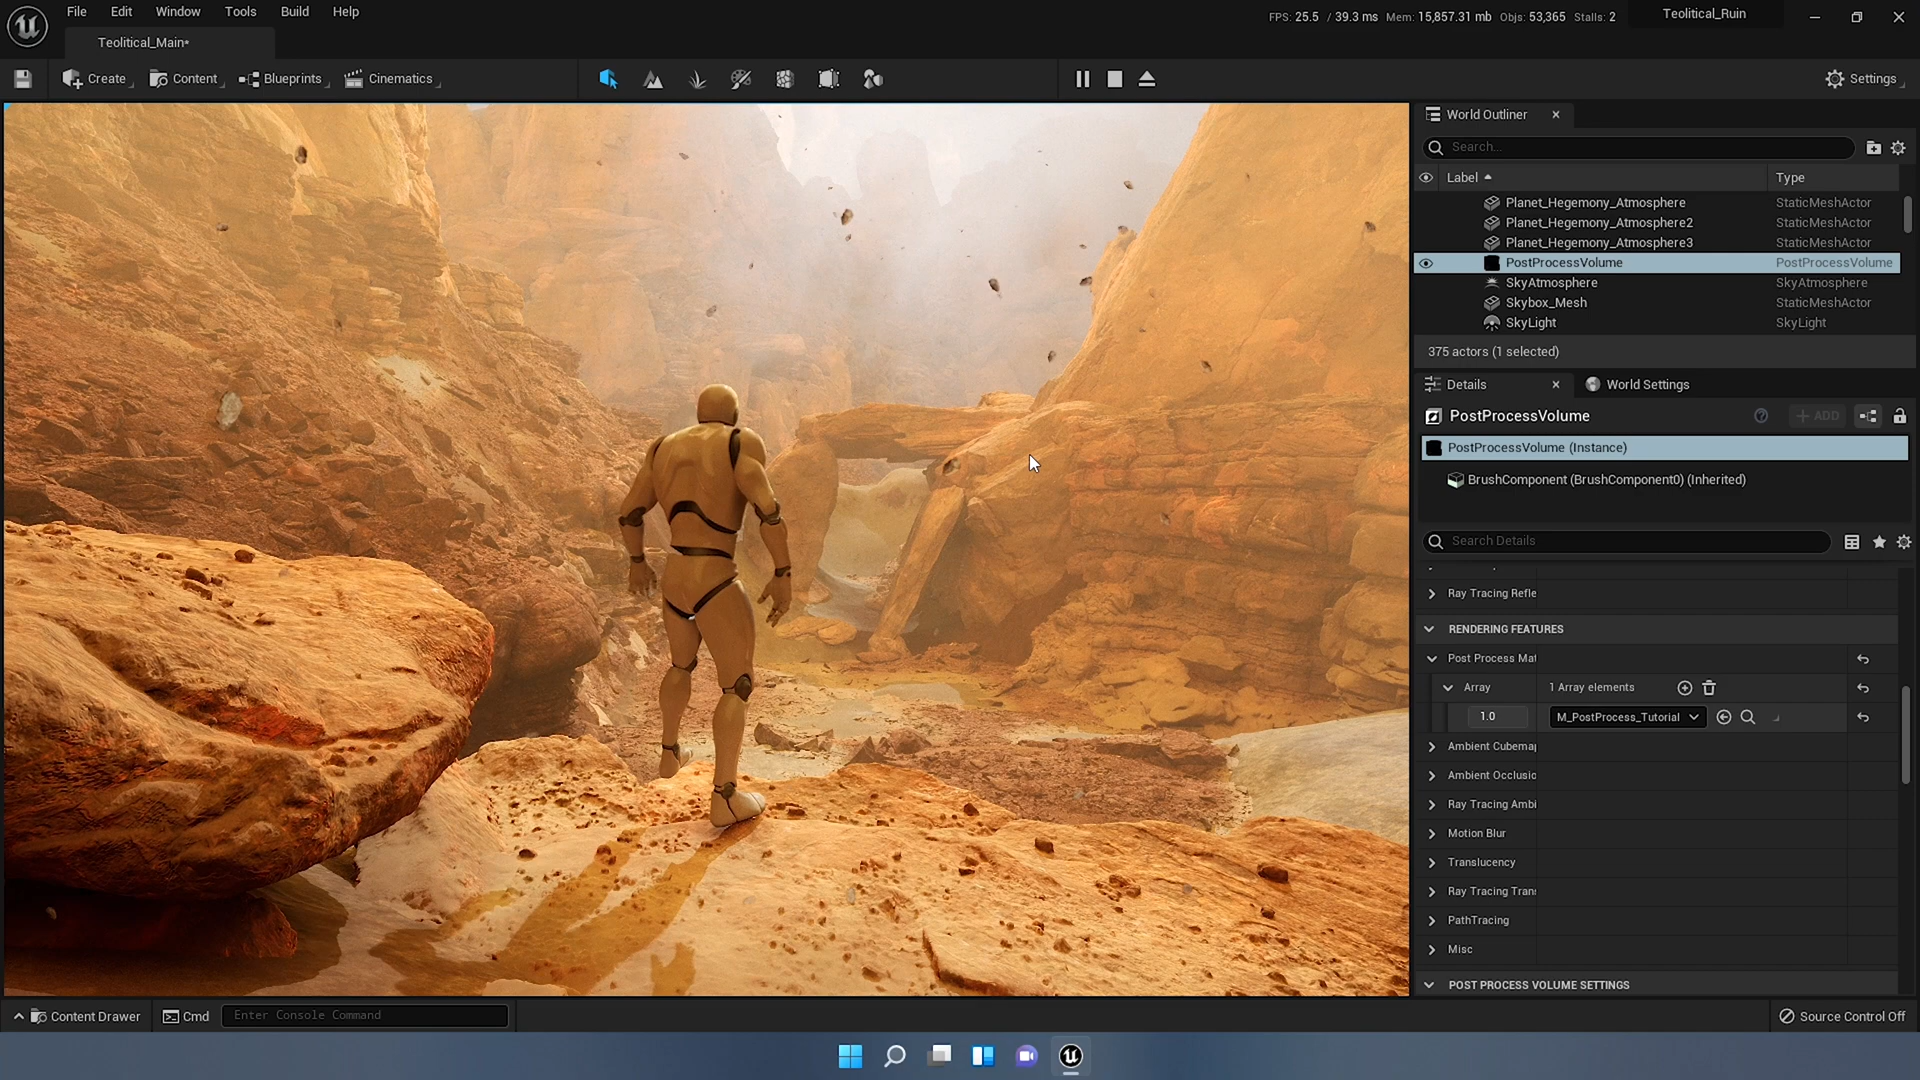 File Edit Window Tools Build Help
FPS: 25.5 / 39.3 ms Mem: 15,857.31 mb Objs: 53,365 Stalls: 2
Teolitical_Ruin
Teolitical_Main*
Create Content Blueprints Cinematics
Settings
World Outliner
Search...
Label Type
Planet_Hegemony_Atmosphere StaticMeshActor
Planet_Hegemony_Atmosphere2 StaticMeshActor
Planet_Hegemony_Atmosphere3 StaticMeshActor
PostProcessVolume PostProcessVolume
SkyAtmosphere SkyAtmosphere
Skybox_Mesh StaticMeshActor
SkyLight SkyLight
375 actors (1 selected)
Details World Settings
PostProcessVolume
+ ADD
PostProcessVolume (Instance)
BrushComponent (BrushComponent0) (Inherited)
Search Details
Ray Tracing Refle
RENDERING FEATURES
Post Process Mat
Array 1 Array elements
1.0 M_PostProcess_Tutorial
Ambient Cubemap
Ambient Occlusio
Ray Tracing Ambi
Motion Blur
Translucency
Ray Tracing Trans
PathTracing
Misc
POST PROCESS VOLUME SETTINGS
Content Drawer Cmd Enter Console Command
Source Control Off